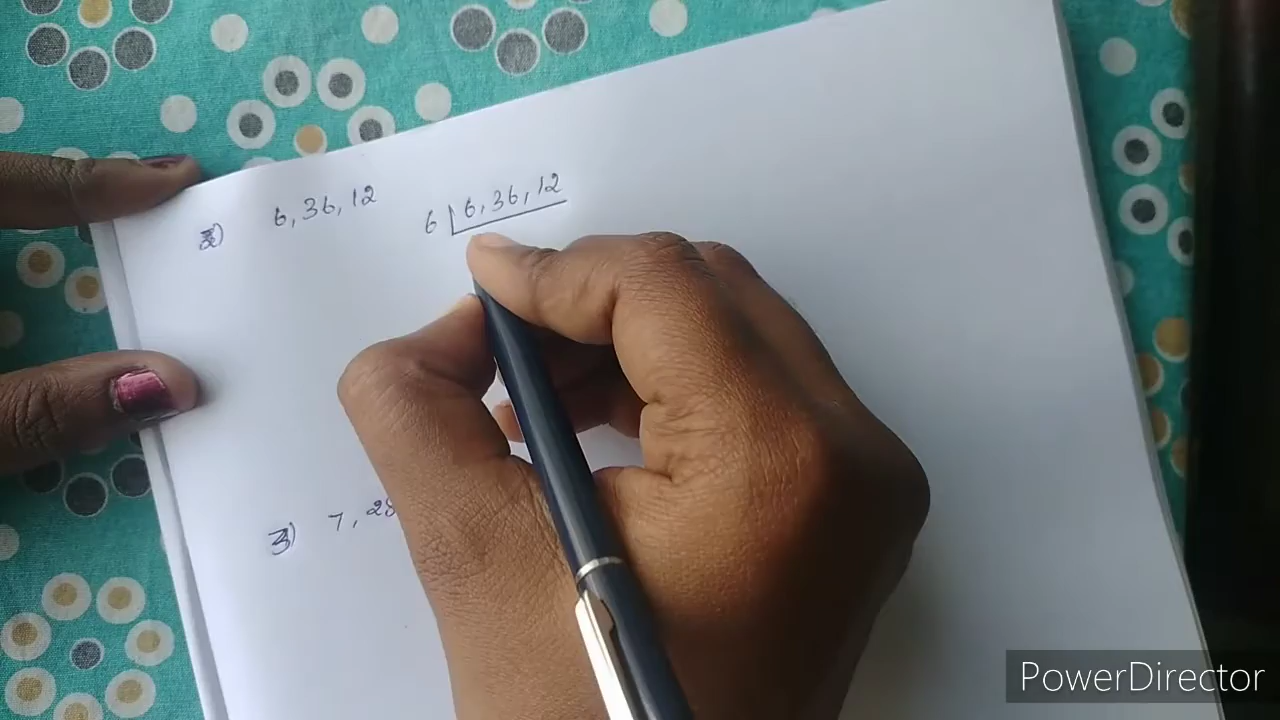 2) 6, 36, 12 6 6, 36, 12
3) 7, 28
PowerDirector